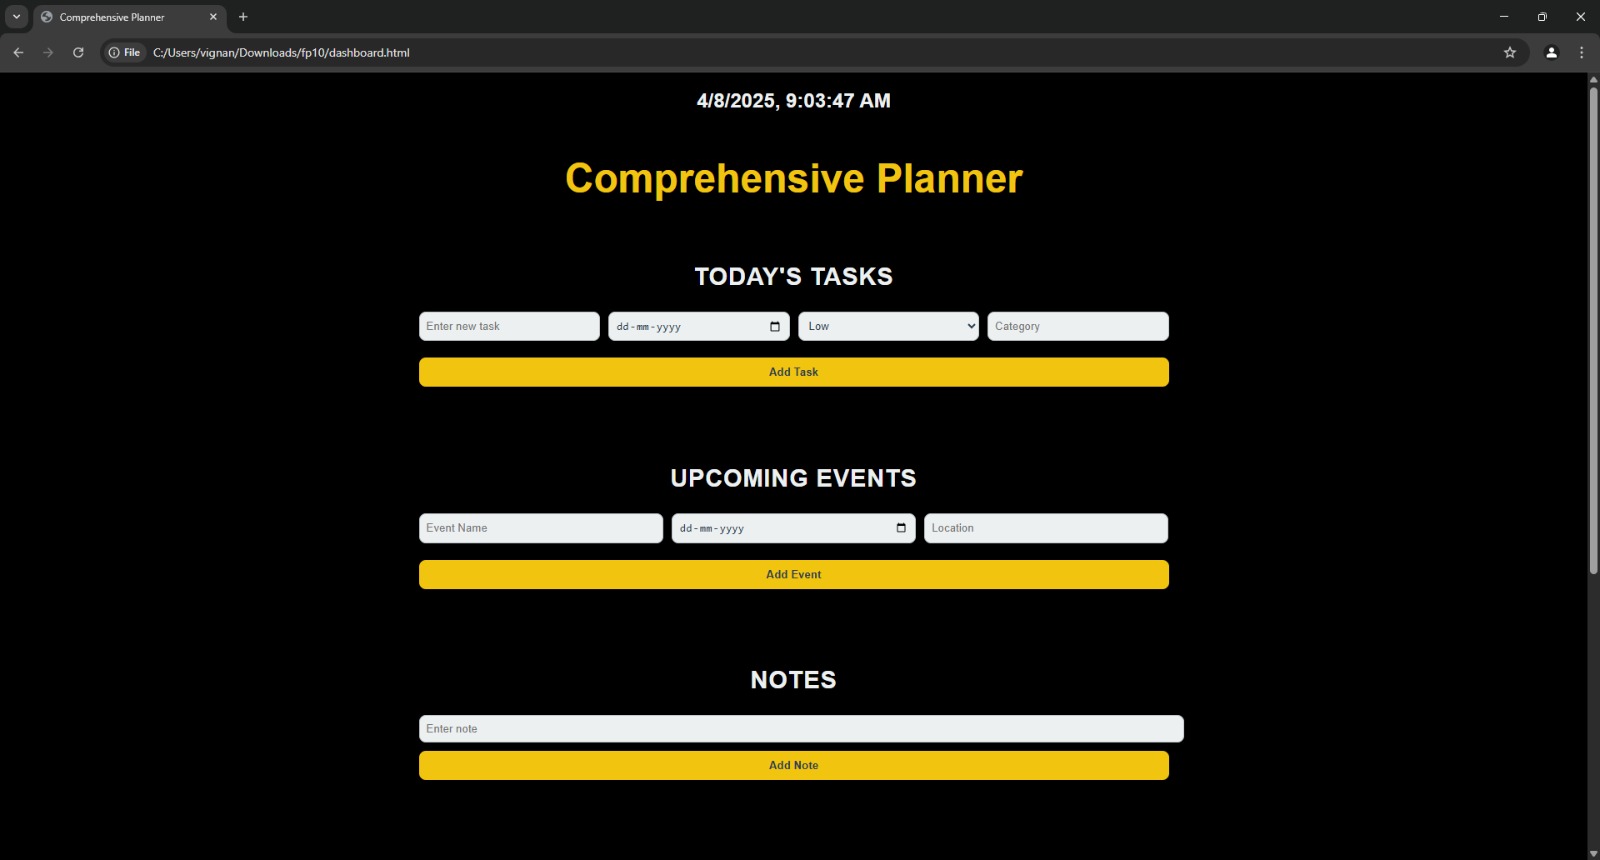 Comprehensive Planner
File C:/Users/vignan/Downloads/fp10/dashboard.html
4/8/2025, 9:03:47 AM
Comprehensive Planner
TODAY'S TASKS
Enter new task dd-mm-yyyy Low Category
Add Task
UPCOMING EVENTS
Event Name dd-mm-yyyy Location
Add Event
NOTES
Enter note
Add Note